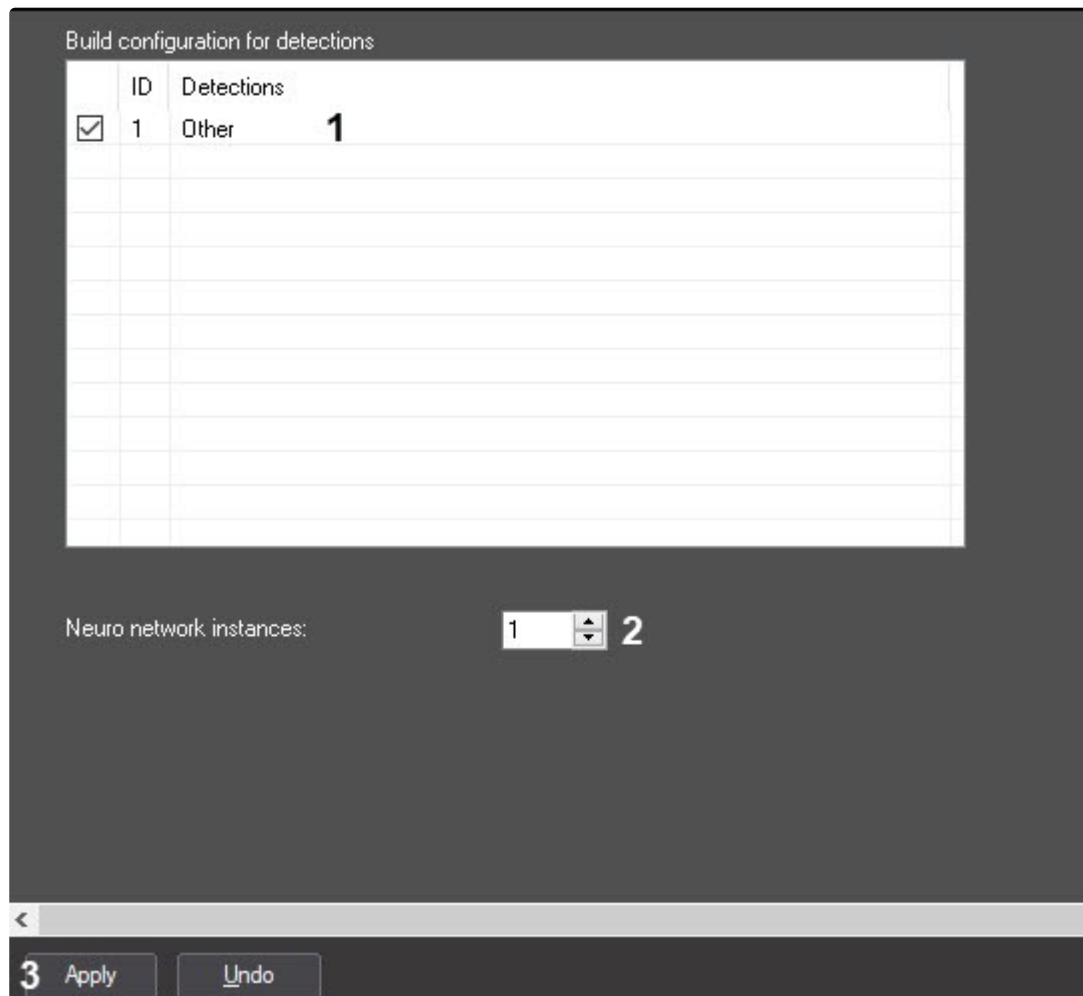 Build configuration for detections
ID Detections
1 Other 1
Neuro network instances: 1 2
3 Apply Undo